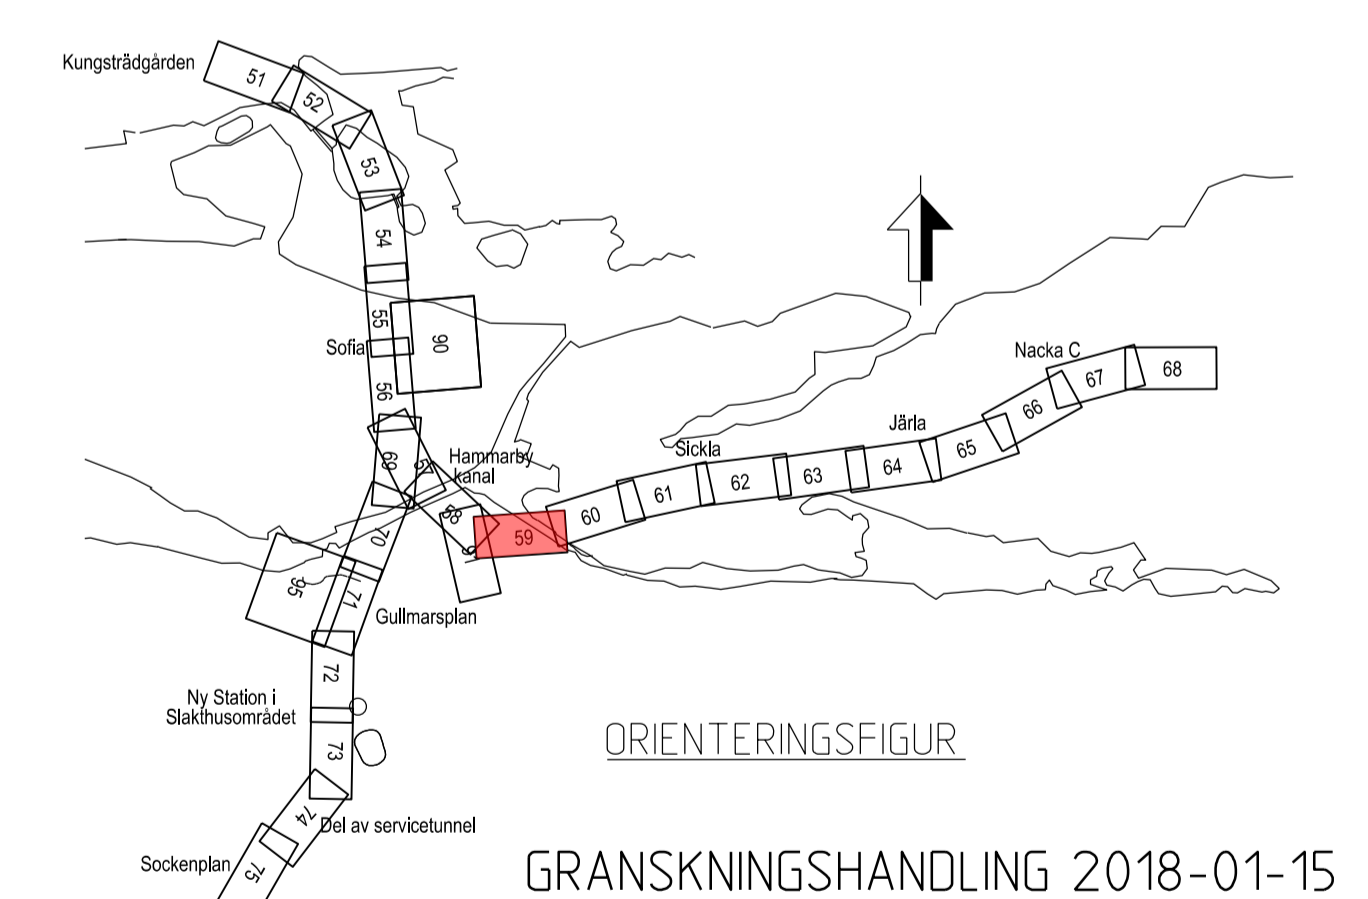 Kungsträdgården
51
52
53
54
55
Sofia
90
56
69
57
Hammarby
kanal
58
59
60
61
Sickla
62
63
64
Järla
65
66
Nacka C
67
68
70
95
71
Gullmarsplan
72
Ny Station i
Slakthusområdet
73
74
Del av servicetunnel
Sockenplan
75
ORIENTERINGSFIGUR
GRANSKNINGSHANDLING 2018-01-15